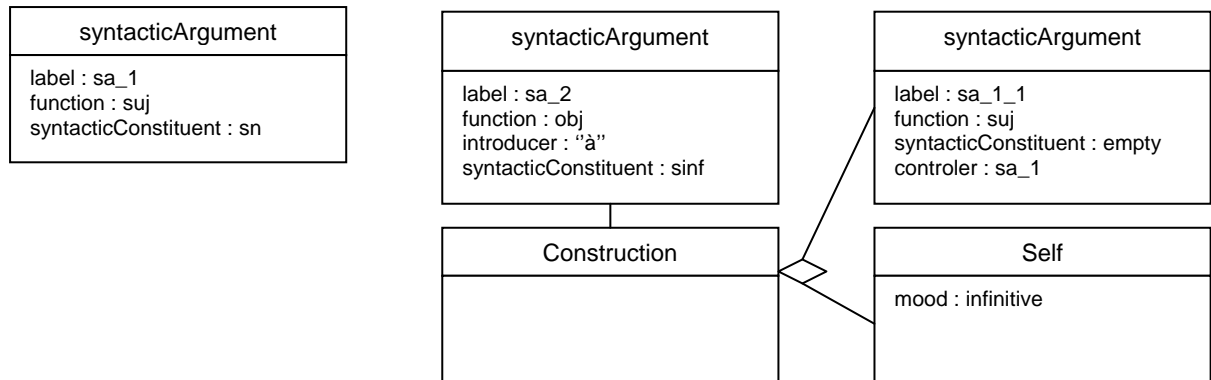 syntacticArgument
label : sa_1
function : suj
syntacticConstituent : sn
syntacticArgument
label : sa_2
function : obj
introducer : ‘’à’’
syntacticConstituent : sinf
syntacticArgument
label : sa_1_1
function : suj
syntacticConstituent : empty
controler : sa_1
Construction
Self
mood : infinitive